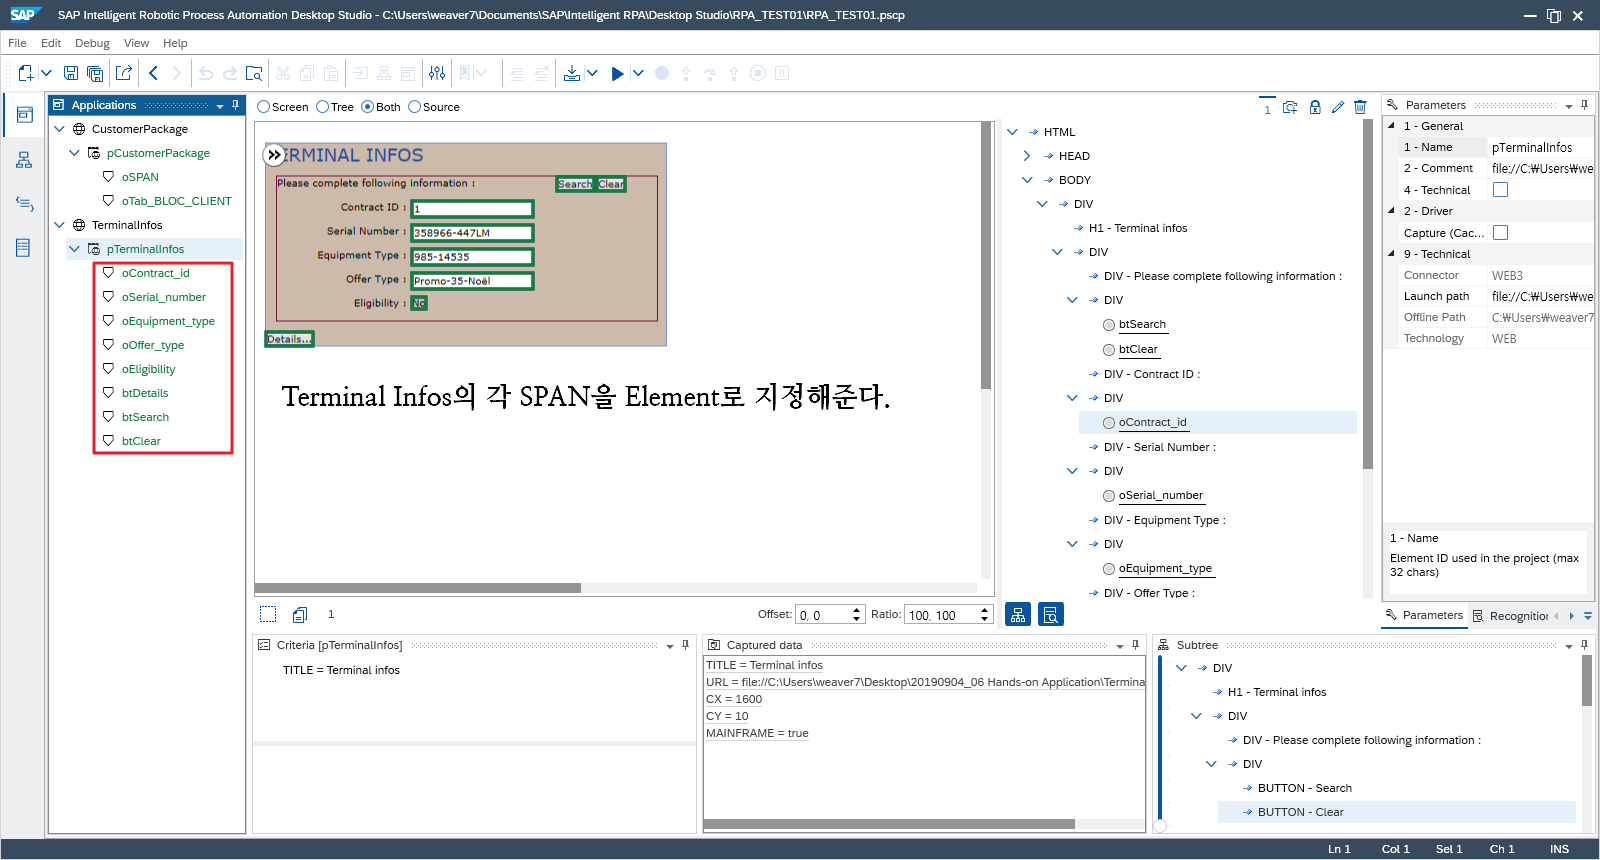 SAP Intelligent Robotic Process Automation Desktop Studio - C:\Users\weaver7\Documents\SAP\Intelligent RPA\Desktop Studio\RPA_TEST01\RPA_TEST01.pscp
File Edit Debug View Help
Applications
CustomerPackage
pCustomerPackage
oSPAN
oTab_BLOC_CLIENT
TerminalInfos
pTerminalInfos
oContract_id
oSerial_number
oEquipment_type
oOffer_type
oEligibility
btDetails
btSearch
btClear
Screen Tree Both Source
1
ERMINAL INFOS
Please complete following information : Search Clear
Contract ID : 1
Serial Number : 358966-447LM
Equipment Type : 985-14535
Offer Type : Promo-35-Noël
Eligibility : No
Details...
Terminal Infos의 각 SPAN을 Element로 지정해준다.
1 Offset: 0, 0 Ratio: 100, 100
HTML
HEAD
BODY
DIV
H1 - Terminal infos
DIV
DIV - Please complete following information :
DIV
btSearch
btClear
DIV - Contract ID :
DIV
oContract_id
DIV - Serial Number :
DIV
oSerial_number
DIV - Equipment Type :
DIV
oEquipment_type
DIV - Offer Type :
Parameters
1 - General
1 - Name pTerminalInfos
2 - Comment file://C:₩Users₩we
4 - Technical
2 - Driver
Capture (Cac...
9 - Technical
Connector WEB3
Launch path file://C:₩Users₩we
Offline Path C:₩Users₩weaver7
Technology WEB
1 - Name
Element ID used in the project (max
32 chars)
Parameters Recognition
Criteria [pTerminalInfos]
TITLE = Terminal infos
Captured data
TITLE = Terminal infos
URL = file://C:\Users\weaver7\Desktop\20190904_06 Hands-on Application\Termina
CX = 1600
CY = 10
MAINFRAME = true
Subtree
DIV
H1 - Terminal infos
DIV
DIV - Please complete following information :
DIV
BUTTON - Search
BUTTON - Clear
Ln 1 Col 1 Sel 1 Ch 1 INS